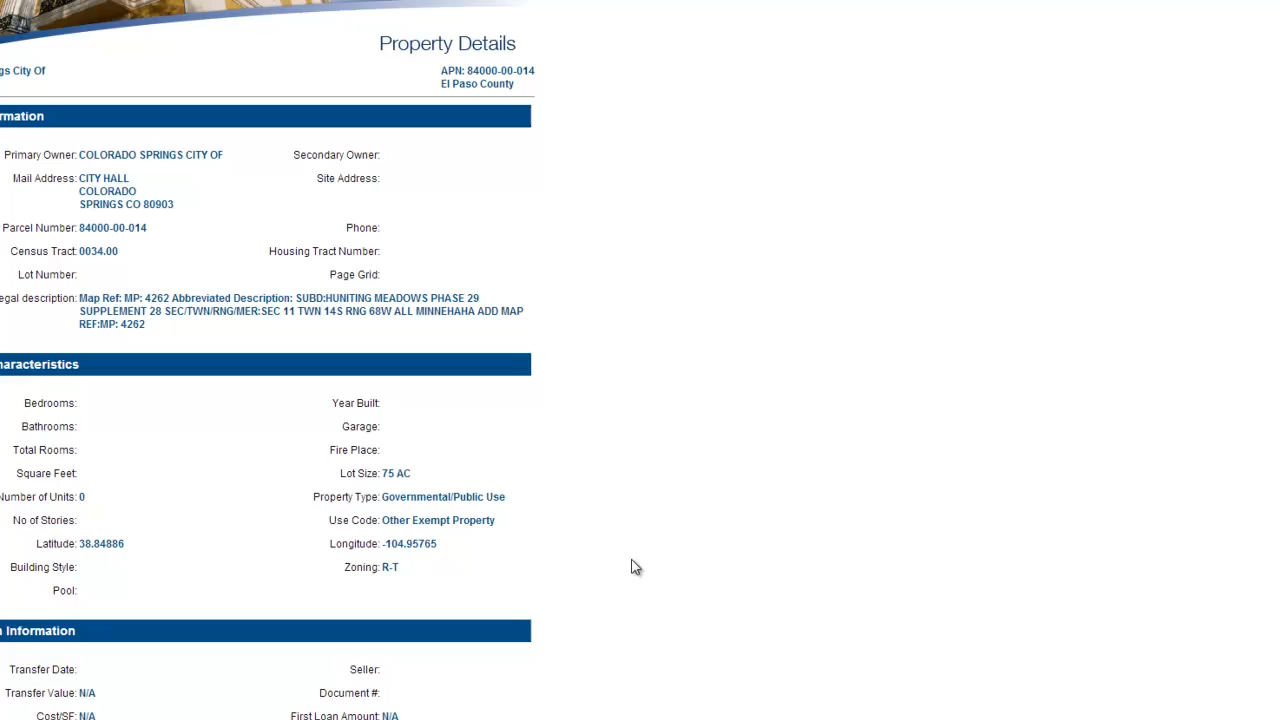 Property Details
gs City Of APN: 84000-00-014
El Paso County
rmation
Primary Owner: COLORADO SPRINGS CITY OF Secondary Owner:
Mail Address: CITY HALL Site Address:
COLORADO
SPRINGS CO 80903
Parcel Number: 84000-00-014 Phone:
Census Tract: 0034.00 Housing Tract Number:
Lot Number: Page Grid:
egal description: Map Ref: MP: 4262 Abbreviated Description: SUBD:HUNITING MEADOWS PHASE 29
SUPPLEMENT 28 SEC/TWN/RNG/MER:SEC 11 TWN 14S RNG 68W ALL MINNEHAHA ADD MAP
REF:MP: 4262
haracteristics
Bedrooms: Year Built:
Bathrooms: Garage:
Total Rooms: Fire Place:
Square Feet: Lot Size: 75 AC
Number of Units: 0 Property Type: Governmental/Public Use
No of Stories: Use Code: Other Exempt Property
Latitude: 38.84886 Longitude: -104.95765
Building Style: Zoning: R-T
Pool:
n Information
Transfer Date: Seller:
Transfer Value: N/A Document #:
Cost/SF: N/A First Loan Amount: N/A